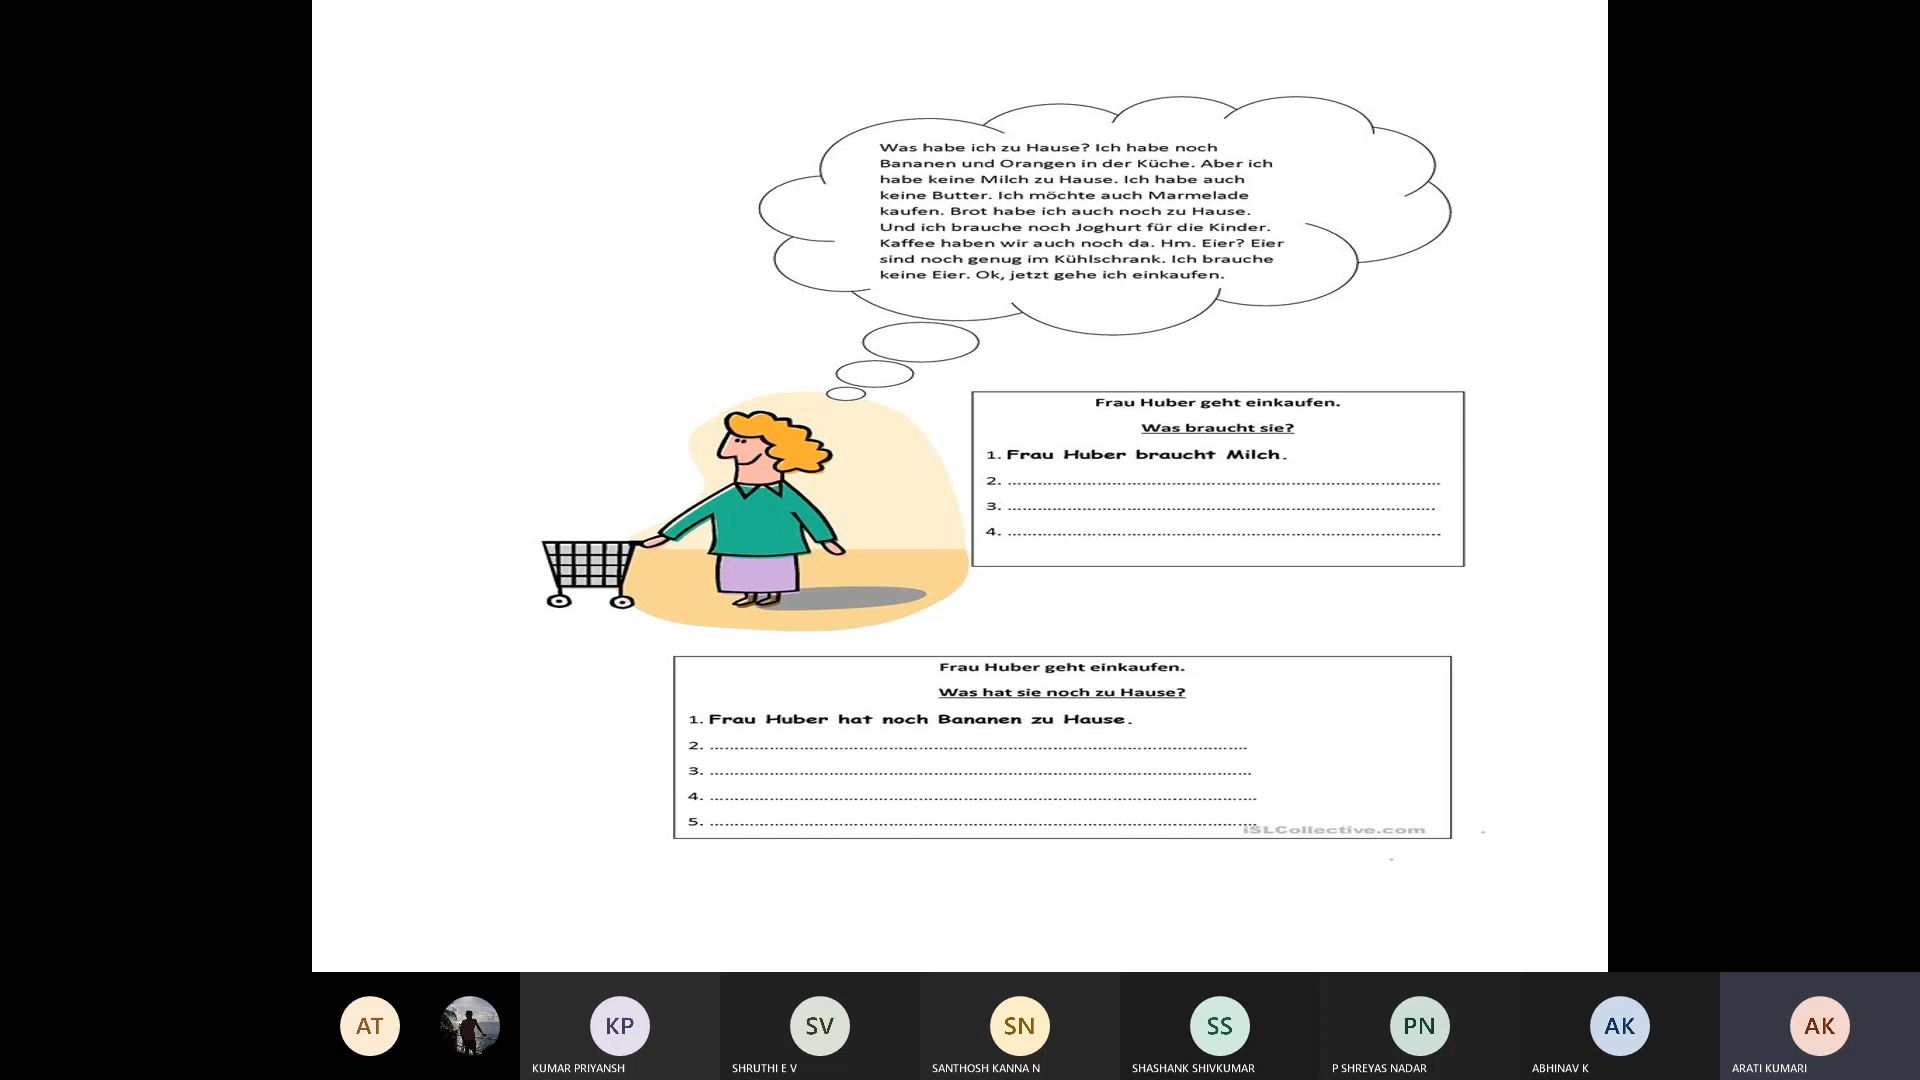 Was habe ich zu Hause? Ich habe noch
Bananen und Orangen in der Küche. Aber ich
habe keine Milch zu Hause. Ich habe auch
keine Butter. Ich möchte auch Marmelade
kaufen. Brot habe ich auch noch zu Hause.
Und ich brauche noch Joghurt für die Kinder.
Kaffee haben wir auch noch da. Hm. Eier? Eier
sind noch genug im Kühlschrank. Ich brauche
keine Eier. Ok, jetzt gehe ich einkaufen.
Frau Huber geht einkaufen.
Was braucht sie?
1. Frau Huber braucht Milch.
2. ........................................
3. ........................................
4. ........................................
Frau Huber geht einkaufen.
Was hat sie noch zu Hause?
1. Frau Huber hat noch Bananen zu Hause.
2. ........................................
3. ........................................
4. ........................................
5. ........................................
iSLCollective.com
AT KP SV SN SS PN AK AK
KUMAR PRIYANSH SHRUTHI E V SANTHOSH KANNA N SHASHANK SHIVKUMAR P SHREYAS NADAR ABHINAV K ARATI KUMARI